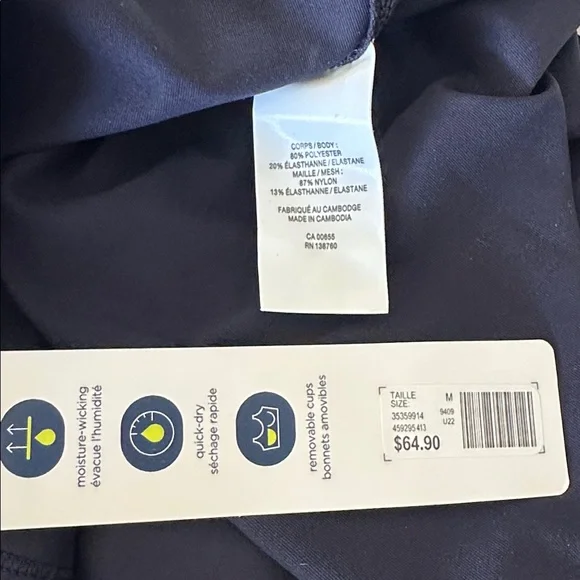 CORPS / BODY :
80% POLYESTER
20% ÉLASTHANNE / ELASTANE
MAILLE / MESH :
87% NYLON
13% ÉLASTHANNE / ELASTANE
FABRIQUÉ AU CAMBODGE
MADE IN CAMBODIA
CA 00655
RN 138760
moisture-wicking
évacue l'humidité
quick-dry
séchage rapide
removable cups
bonnets amovibles
TAILLE
SIZE: M
35359914 9409
459295413 U22
$64.90